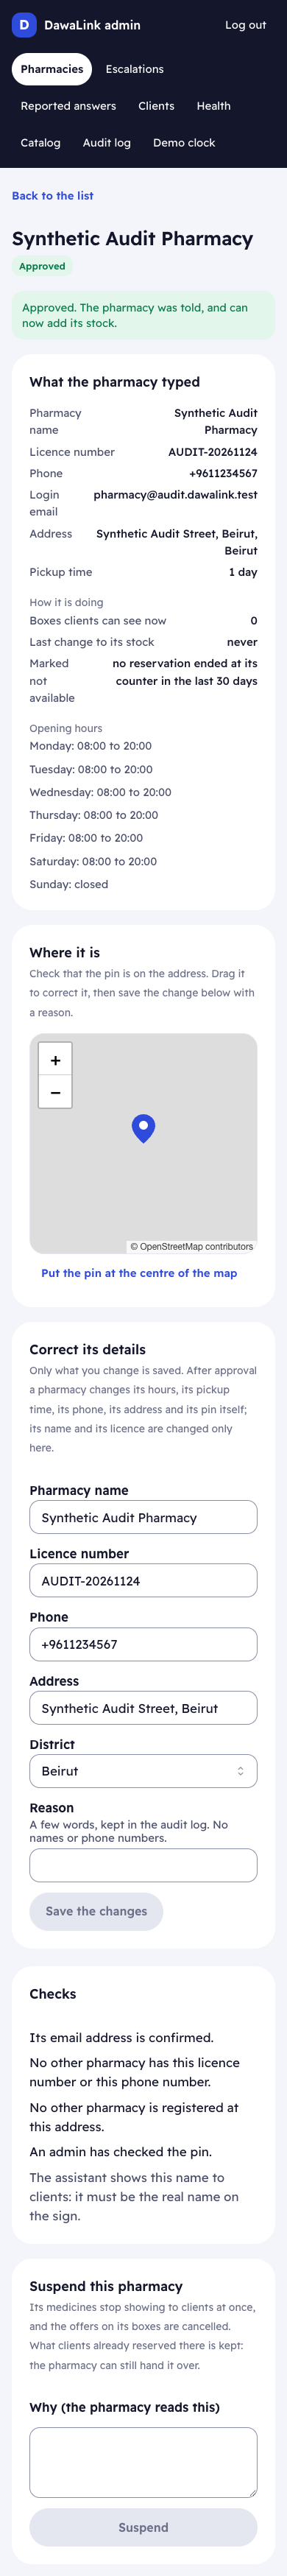 D DawaLink admin
Log out
Pharmacies
Escalations
Reported answers
Clients
Health
Catalog
Audit log
Demo clock
Back to the list
Synthetic Audit Pharmacy
Approved
Approved. The pharmacy was told, and can
now add its stock.
What the pharmacy typed
Pharmacy
name
Synthetic Audit
Pharmacy
Licence number
AUDIT-20261124
Phone
+9611234567
Login
email
pharmacy@audit.dawalink.test
Address
Synthetic Audit Street, Beirut,
Beirut
Pickup time
1 day
How it is doing
Boxes clients can see now
0
Last change to its stock
never
Marked
not
available
no reservation ended at its
counter in the last 30 days
Opening hours
Monday: 08:00 to 20:00
Tuesday: 08:00 to 20:00
Wednesday: 08:00 to 20:00
Thursday: 08:00 to 20:00
Friday: 08:00 to 20:00
Saturday: 08:00 to 20:00
Sunday: closed
Where it is
Check that the pin is on the address. Drag it
to correct it, then save the change below with
a reason.
+
−
© OpenStreetMap contributors
Put the pin at the centre of the map
Correct its details
Only what you change is saved. After approval
a pharmacy changes its hours, its pickup
time, its phone, its address and its pin itself;
its name and its licence are changed only
here.
Pharmacy name
Synthetic Audit Pharmacy
Licence number
AUDIT-20261124
Phone
+9611234567
Address
Synthetic Audit Street, Beirut
District
Beirut
Reason
A few words, kept in the audit log. No
names or phone numbers.
Save the changes
Checks
Its email address is confirmed.
No other pharmacy has this licence
number or this phone number.
No other pharmacy is registered at
this address.
An admin has checked the pin.
The assistant shows this name to
clients: it must be the real name on
the sign.
Suspend this pharmacy
Its medicines stop showing to clients at once,
and the offers on its boxes are cancelled.
What clients already reserved there is kept:
the pharmacy can still hand it over.
Why (the pharmacy reads this)
Suspend